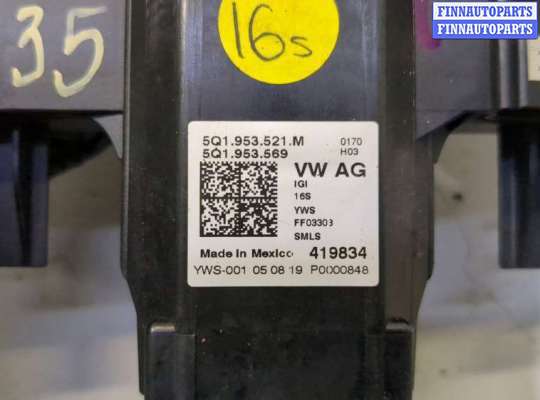 FINNAUTOPARTS
FINNAUTOPARTS
35
16s
5Q1.953.521.M 0170
5Q1.953.569 H03
VW AG
IGI
16S
YWS
FF03303
SMLS
Made in Mexico 419834
YWS-001 05 08 19 P0000848